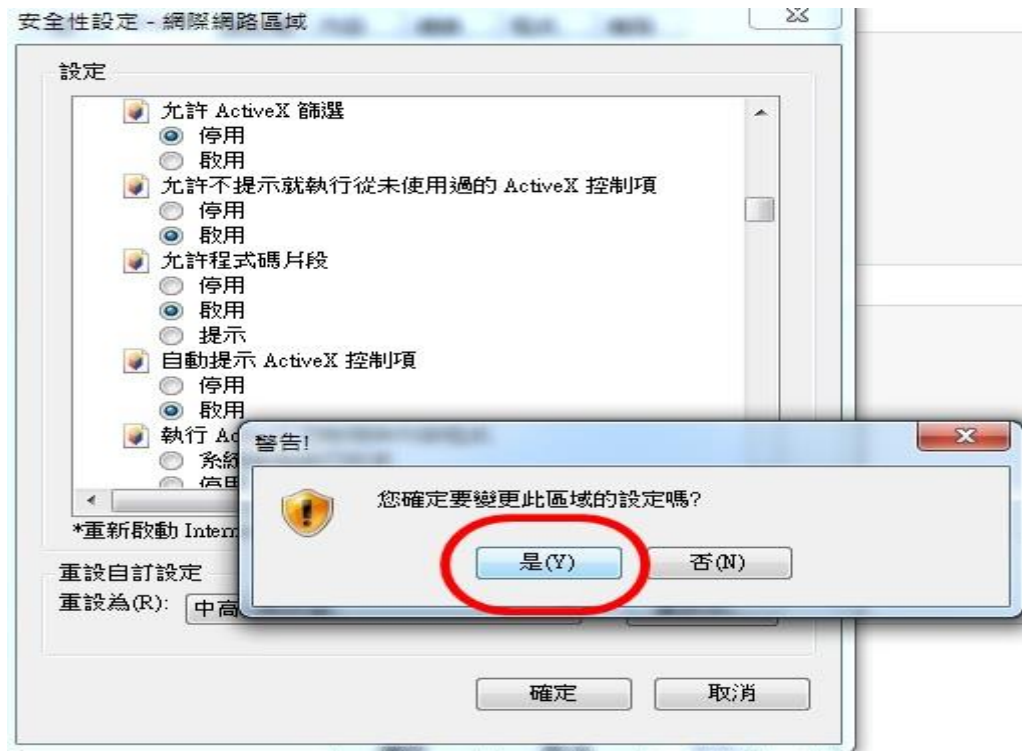 安全性設定 - 網際網路區域
設定
允許 ActiveX 篩選
停用
啟用
允許不提示就執行從未使用過的 ActiveX 控制項
停用
啟用
允許程式碼片段
停用
啟用
提示
自動提示 ActiveX 控制項
停用
啟用
執行
停用
*重新啟動
重設自訂設定
重設為(R):
中高
確定
取消
警告!
您確定要變更此區域的設定嗎?
是(Y)
否(N)